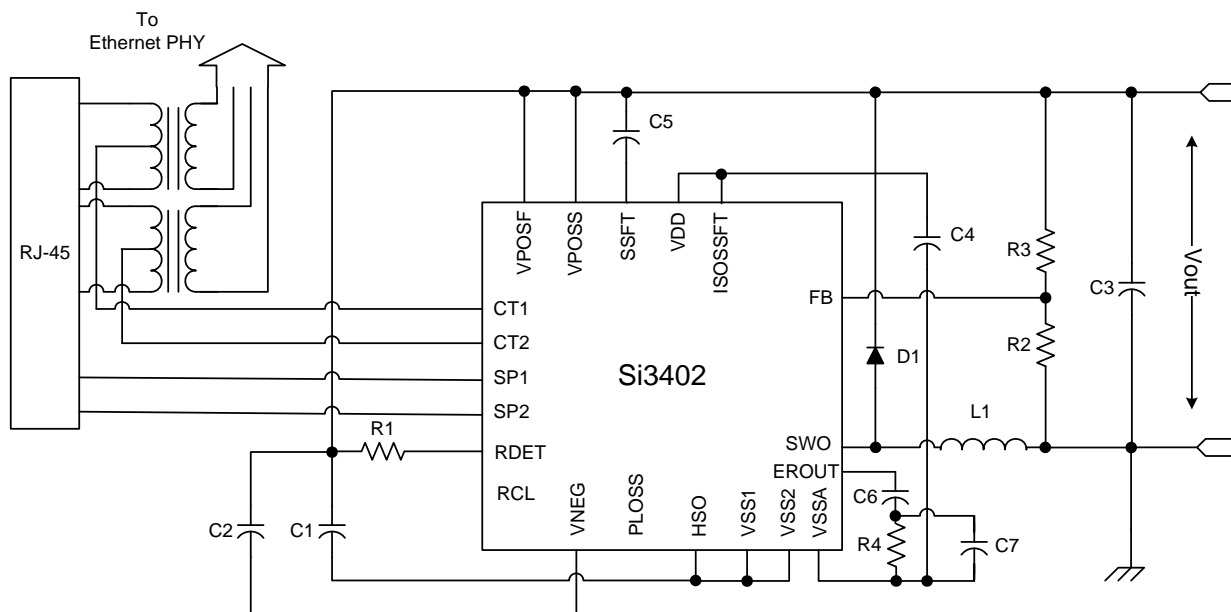 To
Ethernet PHY
RJ-45
C5
VPOSF
VPOSS
SSFT
VDD
ISOSSFT
C4
R3
C3
Vout
FB
CT1
CT2
R2
D1
Si3402
SP1
SP2
L1
R1
SWO
RDET
EROUT
RCL
VNEG
PLOSS
HSO
VSS1
VSS2
VSSA
C6
C2
C1
R4
C7